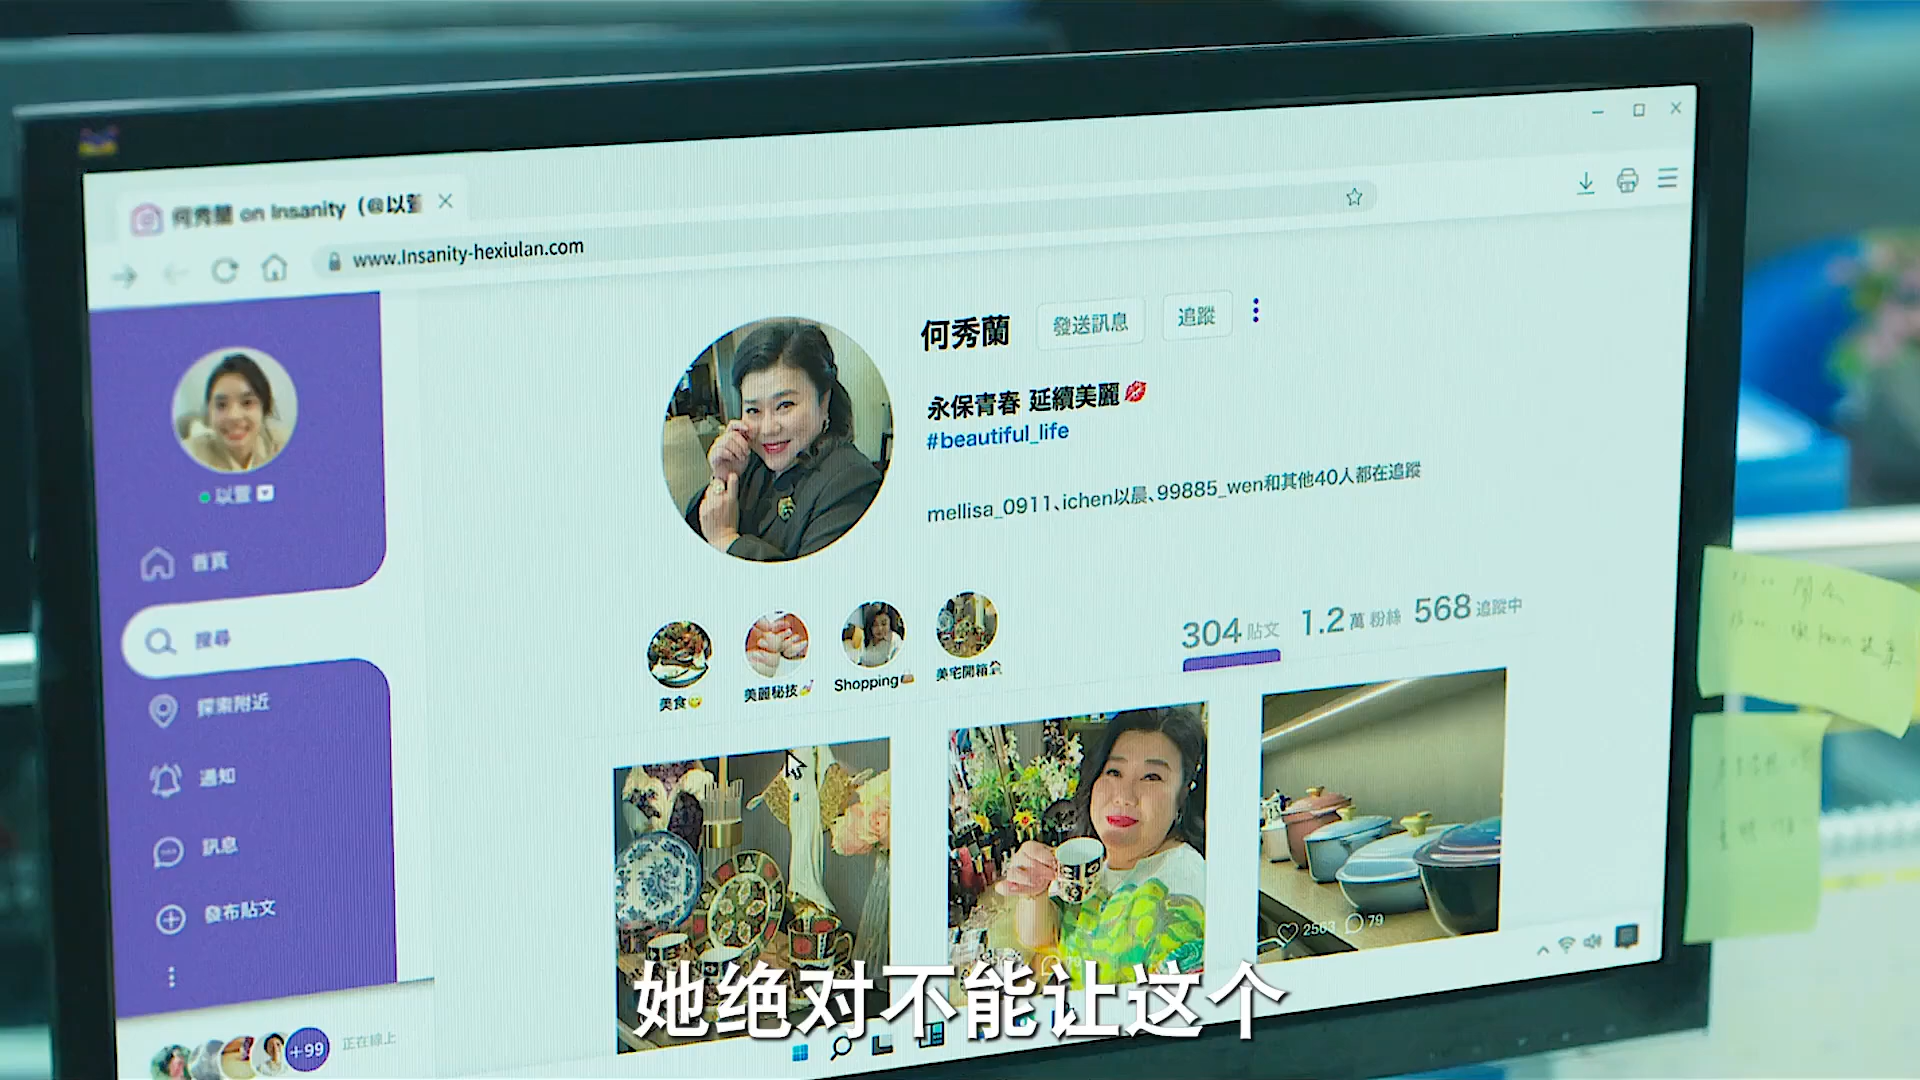 何秀蘭 on Insanity (@以萱
www.Insanity-hexiulan.com
以萱
首頁
搜尋
探索附近
通知
訊息
發布貼文
+99
正在線上
何秀蘭
發送訊息
追蹤
永保青春 延續美麗💋
#beautiful_life
mellisa_0911、ichen以晨、99885_wen和其他40人都在追蹤
美食
美麗秘技
Shopping
美宅開箱
304 貼文
1.2 萬 粉絲
568 追蹤中
2563
79
她绝对不能让这个